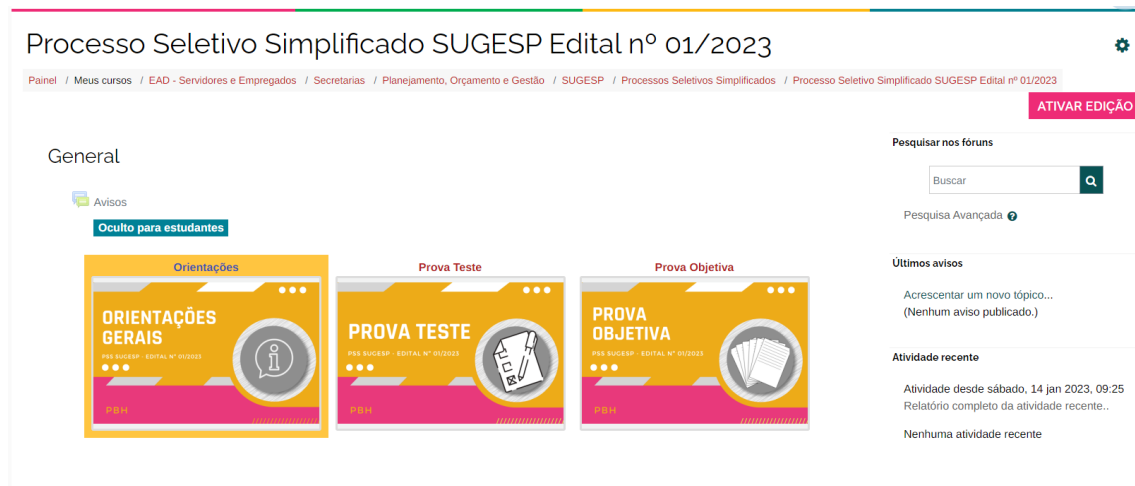 Processo Seletivo Simplificado SUGESP Edital nº 01/2023
Painel / Meus cursos / EAD - Servidores e Empregados / Secretarias / Planejamento, Orçamento e Gestão / SUGESP / Processos Seletivos Simplificados / Processo Seletivo Simplificado SUGESP Edital nº 01/2023
ATIVAR EDIÇÃO
General
Avisos
Oculto para estudantes
Orientações
ORIENTAÇÕES
GERAIS
PSS SUGESP - EDITAL Nº 01/2023
PBH
Prova Teste
PROVA TESTE
PSS SUGESP - EDITAL Nº 01/2023
PBH
Prova Objetiva
PROVA
OBJETIVA
PSS SUGESP - EDITAL Nº 01/2023
PBH
Pesquisar nos fóruns
Buscar
Pesquisa Avançada
Últimos avisos
Acrescentar um novo tópico...
(Nenhum aviso publicado.)
Atividade recente
Atividade desde sábado, 14 jan 2023, 09:25
Relatório completo da atividade recente..
Nenhuma atividade recente